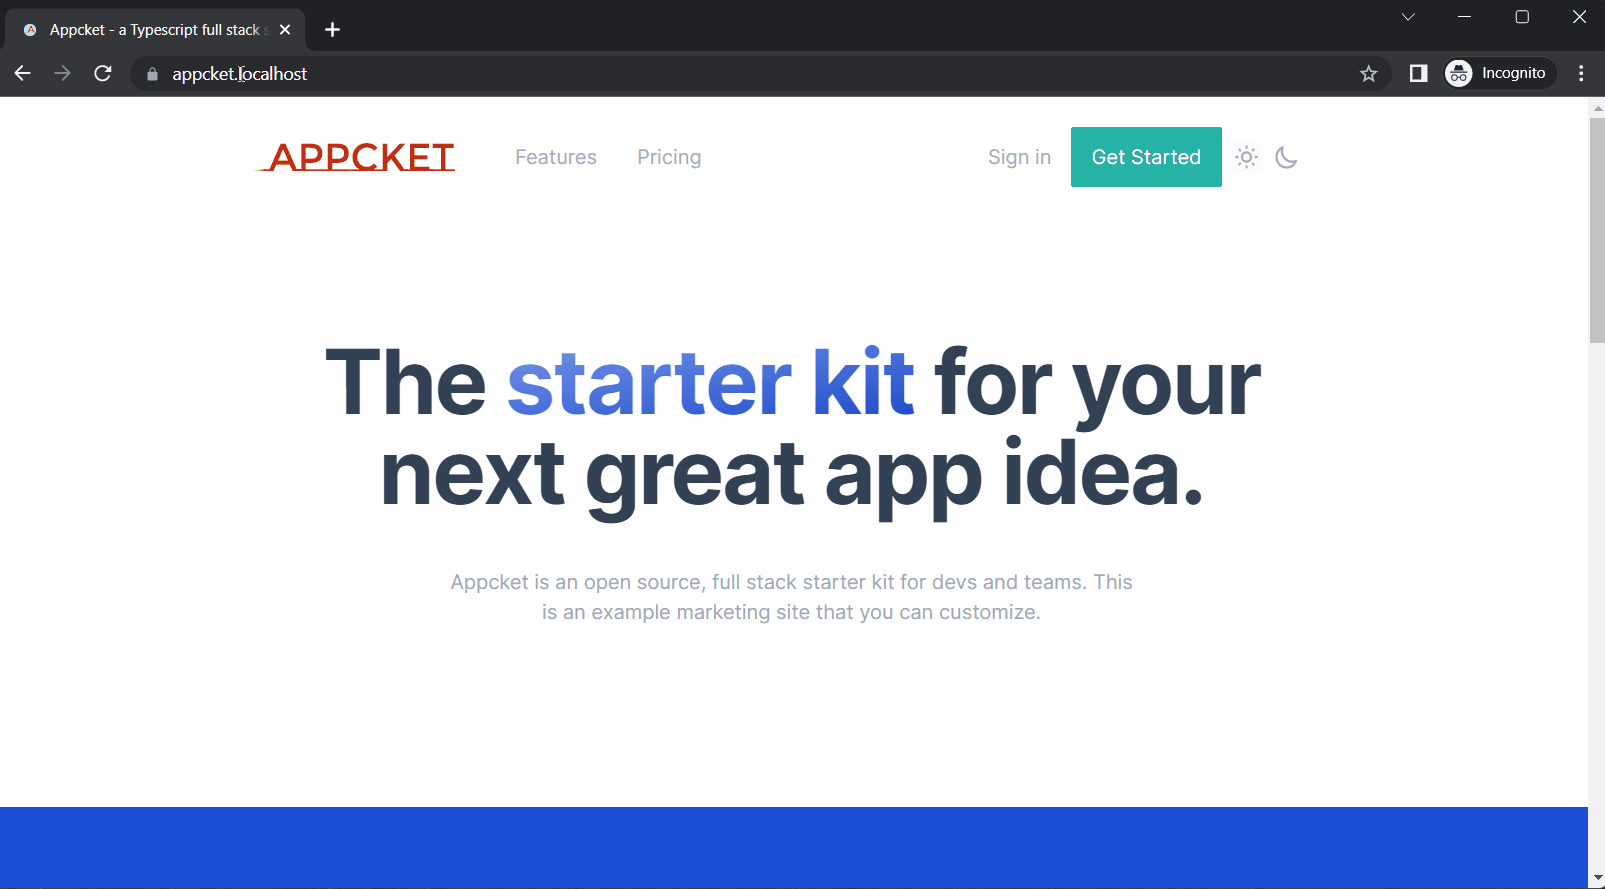 Appcket - a Typescript full stack s
appcket.localhost
Incognito
APPCKET
Features
Pricing
Sign in
Get Started
The starter kit for your
next great app idea.
Appcket is an open source, full stack starter kit for devs and teams. This
is an example marketing site that you can customize.